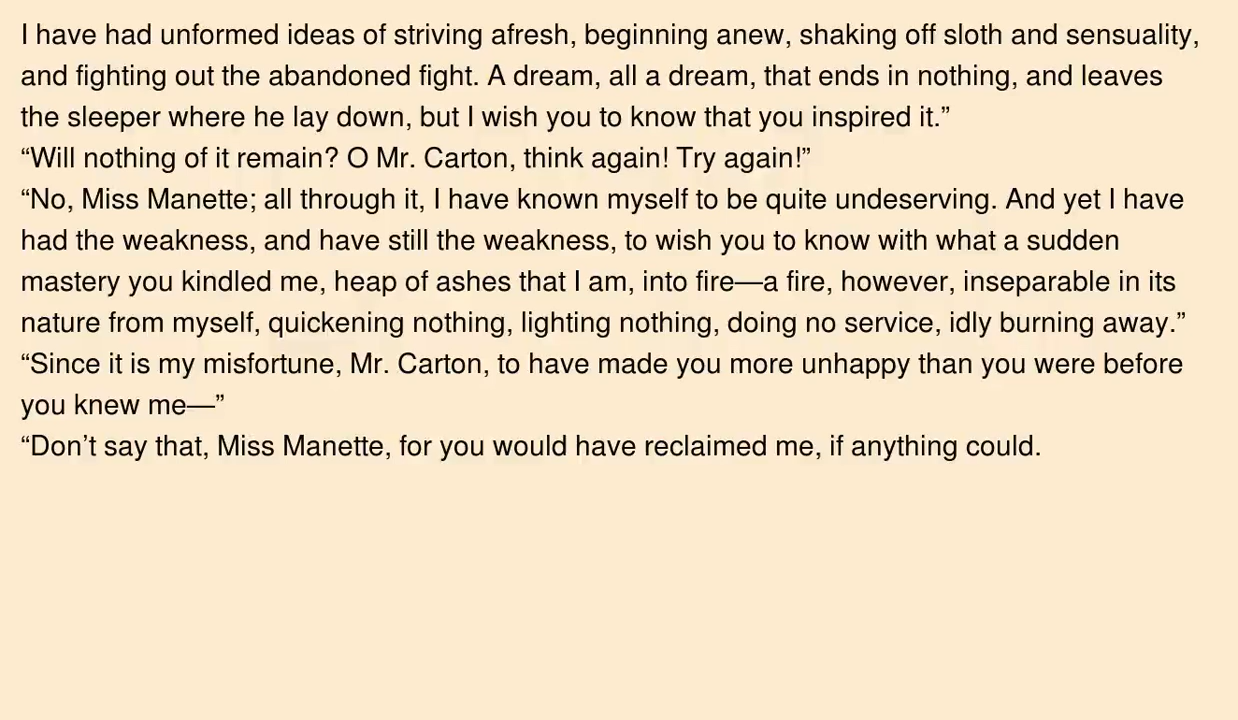 I have had unformed ideas of striving afresh, beginning anew, shaking off sloth and sensuality,
and fighting out the abandoned fight. A dream, all a dream, that ends in nothing, and leaves
the sleeper where he lay down, but I wish you to know that you inspired it.”
“Will nothing of it remain? O Mr. Carton, think again! Try again!”
“No, Miss Manette; all through it, I have known myself to be quite undeserving. And yet I have
had the weakness, and have still the weakness, to wish you to know with what a sudden
mastery you kindled me, heap of ashes that I am, into fire—a fire, however, inseparable in its
nature from myself, quickening nothing, lighting nothing, doing no service, idly burning away.”
“Since it is my misfortune, Mr. Carton, to have made you more unhappy than you were before
you knew me—”
“Don’t say that, Miss Manette, for you would have reclaimed me, if anything could.